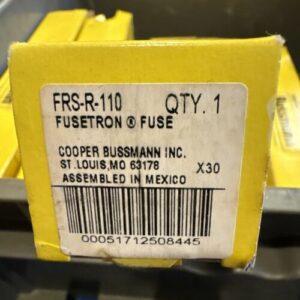 FRS-R-110 QTY. 1
FUSETRON ® FUSE
COOPER BUSSMANN INC.
ST. LOUIS, MO 63178 X30
ASSEMBLED IN MEXICO
00051712508445